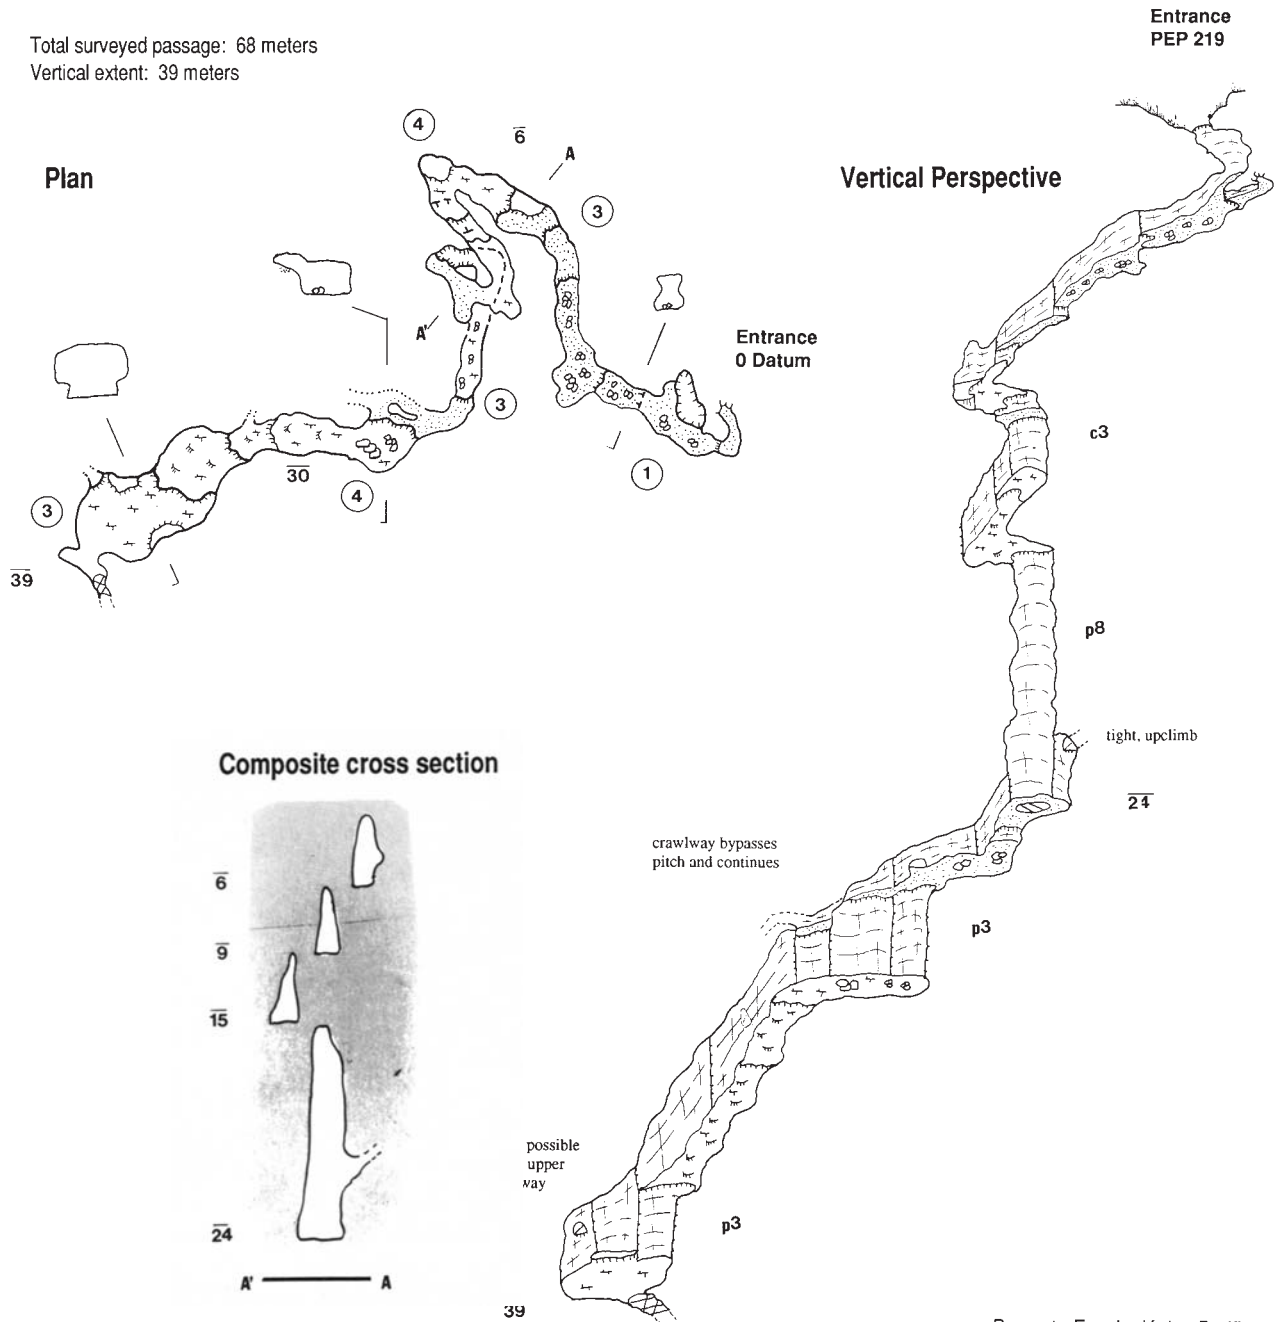 Entrance
PEP 219
Total surveyed passage: 68 meters
Vertical extent: 39 meters
4
6
A
Plan
Vertical Perspective
3
A'
Entrance
0 Datum
3
c3
30
4
1
3
39
p8
tight, upclimb
24
Composite cross section
crawlway bypasses
pitch and continues
6
p3
9
15
possible
upper
way
24
p3
A'
A
39